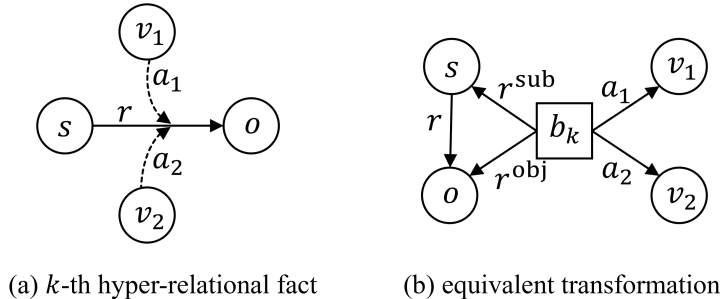 v₁
a₁
s
r
o
a₂
v₂
(a) k-th hyper-relational fact
s
r^sub
a₁
v₁
r
b_k
r^obj
a₂
o
v₂
(b) equivalent transformation